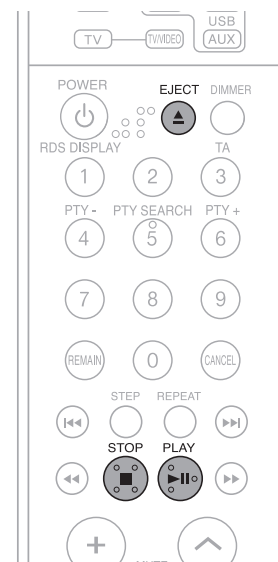 USB
TV TV/VIDEO AUX
POWER EJECT DIMMER
RDS DISPLAY TA
1 2 3
PTY - PTY SEARCH PTY +
4 5 6
7 8 9
REMAIN 0 CANCEL
STEP REPEAT
STOP PLAY
MUTE